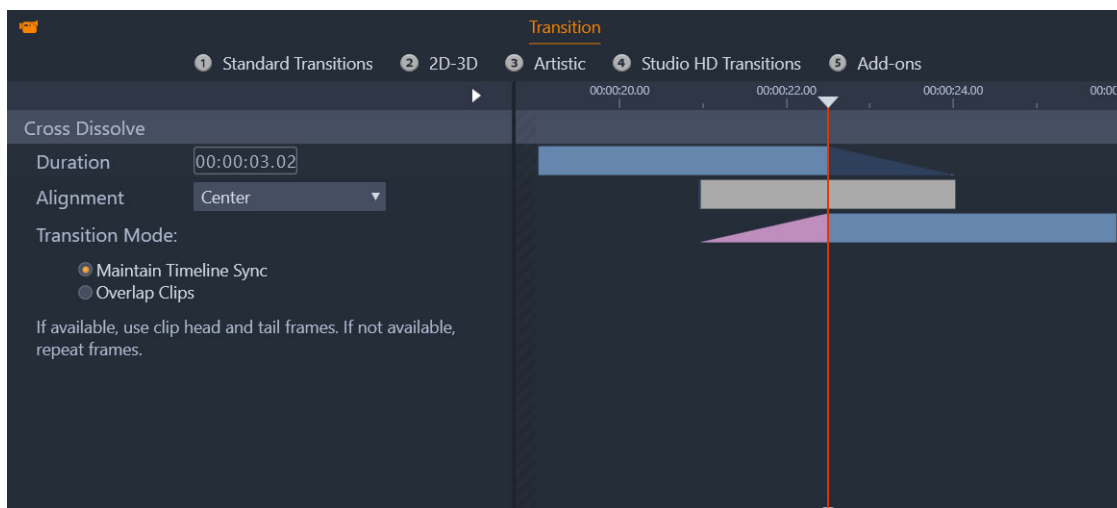 Transition
1 Standard Transitions 2 2D-3D 3 Artistic 4 Studio HD Transitions 5 Add-ons
00:00:20.00 00:00:22.00 00:00:24.00 00:00
Cross Dissolve
Duration 00:00:03.02
Alignment Center
Transition Mode:
Maintain Timeline Sync
Overlap Clips
If available, use clip head and tail frames. If not available,
repeat frames.